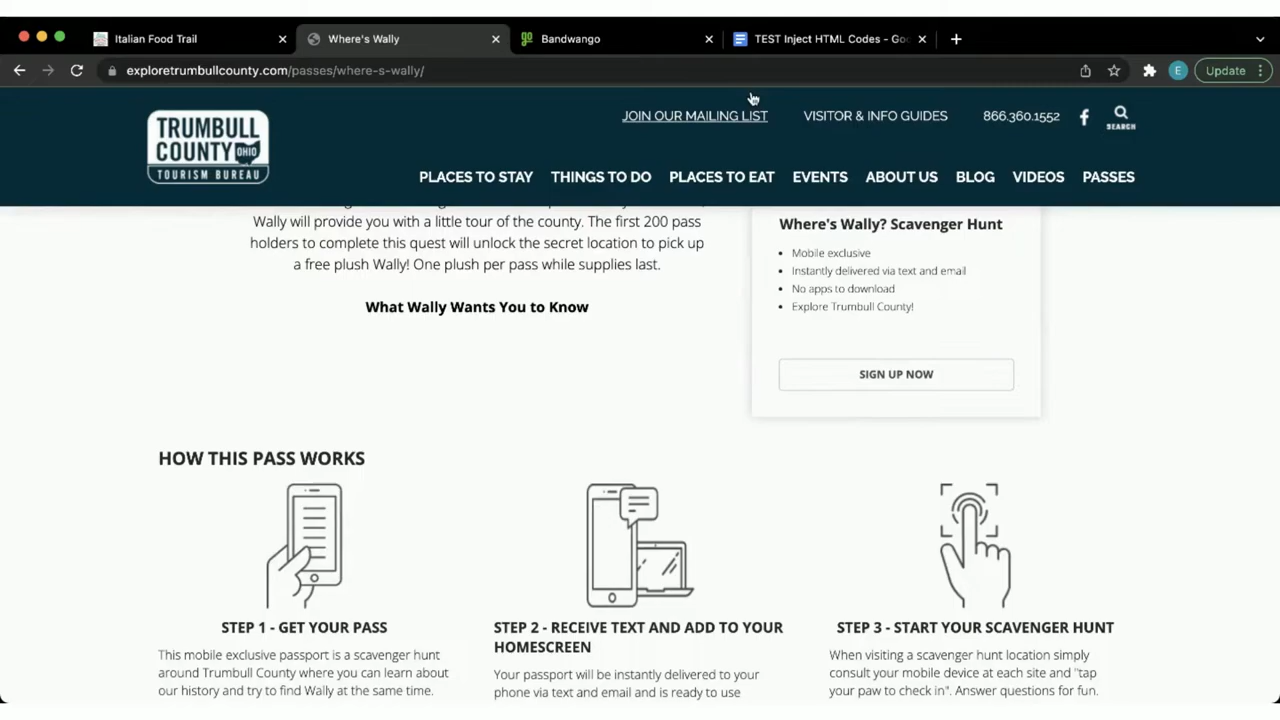 Italian Food Trail
Where's Wally
Bandwango
TEST Inject HTML Codes - Goo
exploretrumbullcounty.com/passes/where-s-wally/
E
Update
TRUMBULL
COUNTY OHIO
TOURISM BUREAU
JOIN OUR MAILING LIST
VISITOR & INFO GUIDES
866.360.1552
SEARCH
PLACES TO STAY
THINGS TO DO
PLACES TO EAT
EVENTS
ABOUT US
BLOG
VIDEOS
PASSES
Wally will provide you with a little tour of the county. The first 200 pass
holders to complete this quest will unlock the secret location to pick up
a free plush Wally! One plush per pass while supplies last.
What Wally Wants You to Know
Where's Wally? Scavenger Hunt
• Mobile exclusive
• Instantly delivered via text and email
• No apps to download
• Explore Trumbull County!
SIGN UP NOW
HOW THIS PASS WORKS
STEP 1 - GET YOUR PASS
This mobile exclusive passport is a scavenger hunt
around Trumbull County where you can learn about
our history and try to find Wally at the same time.
STEP 2 - RECEIVE TEXT AND ADD TO YOUR
HOMESCREEN
Your passport will be instantly delivered to your
phone via text and email and is ready to use
STEP 3 - START YOUR SCAVENGER HUNT
When visiting a scavenger hunt location simply
consult your mobile device at each site and "tap
your paw to check in". Answer questions for fun.